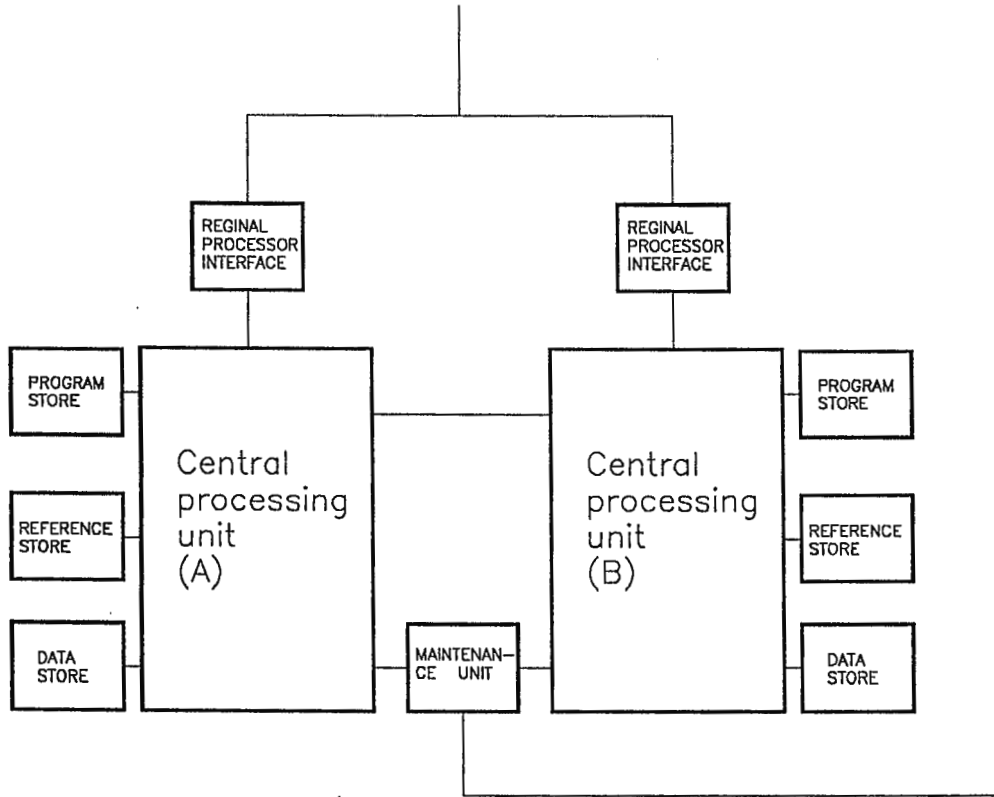 REGINAL
PROCESSOR
INTERFACE
REGINAL
PROCESSOR
INTERFACE
PROGRAM
STORE
REFERENCE
STORE
DATA
STORE
Central
processing
unit
(A)
MAINTENAN-
CE UNIT
Central
processing
unit
(B)
PROGRAM
STORE
REFERENCE
STORE
DATA
STORE